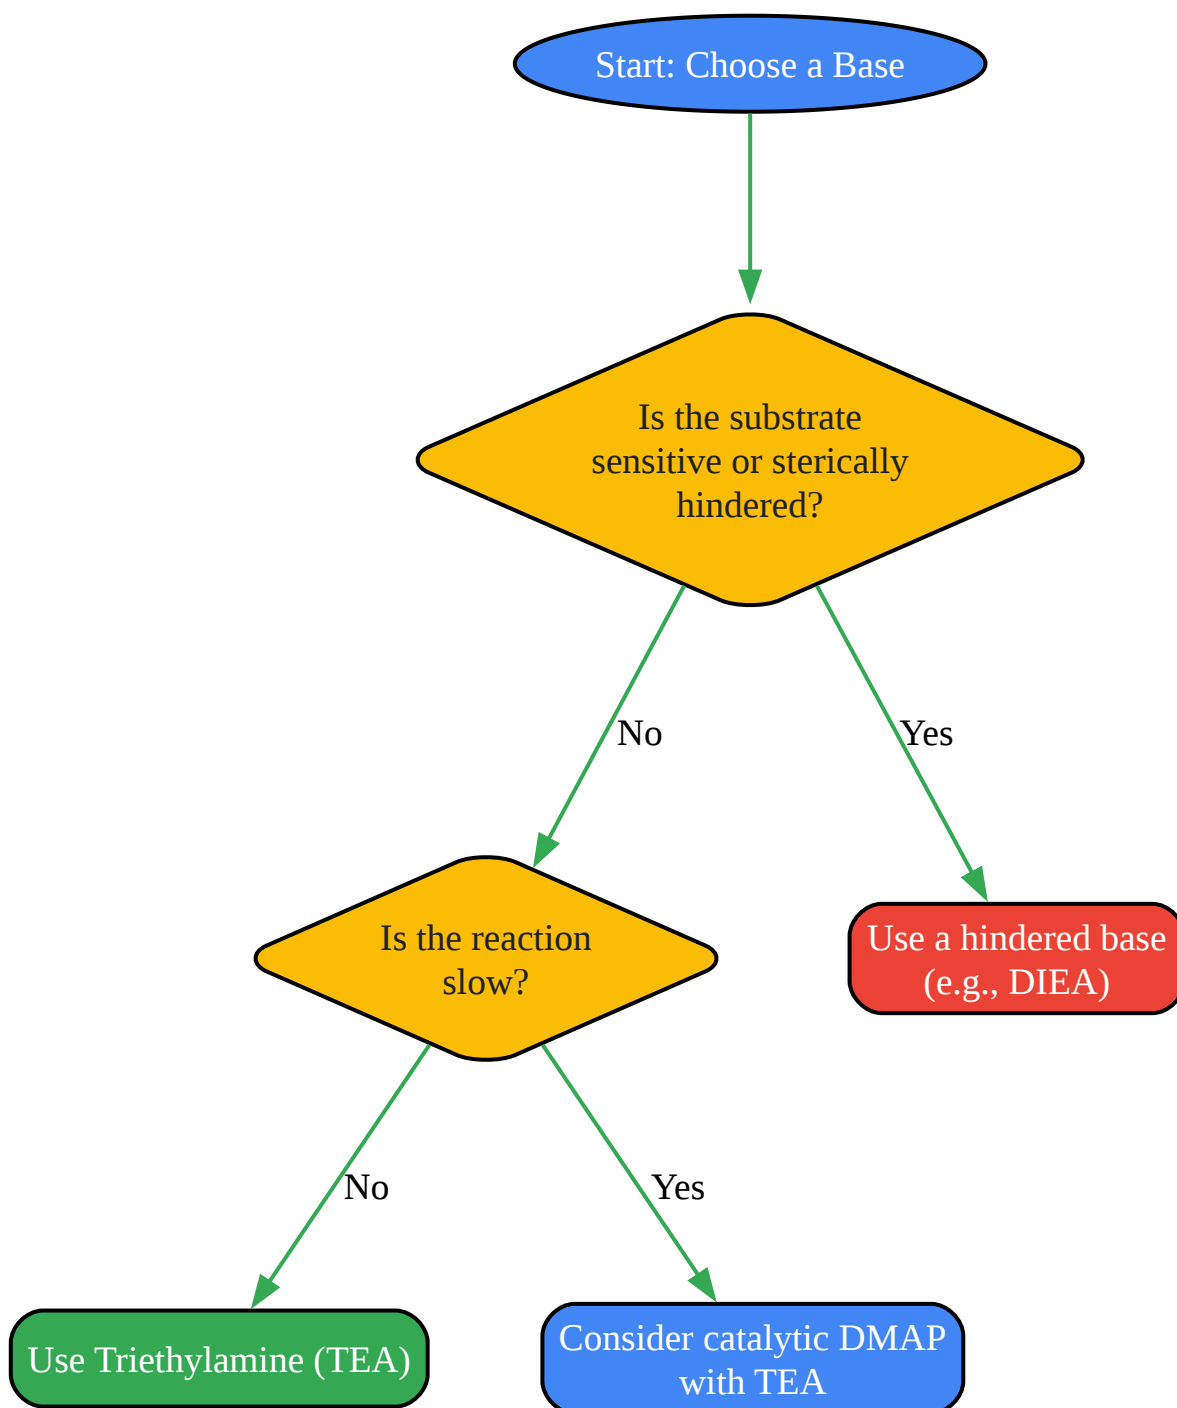 Start: Choose a Base
Is the substrate
sensitive or sterically
hindered?
No
Yes
Is the reaction
slow?
Use a hindered base
(e.g., DIEA)
No
Yes
Use Triethylamine (TEA)
Consider catalytic DMAP
with TEA